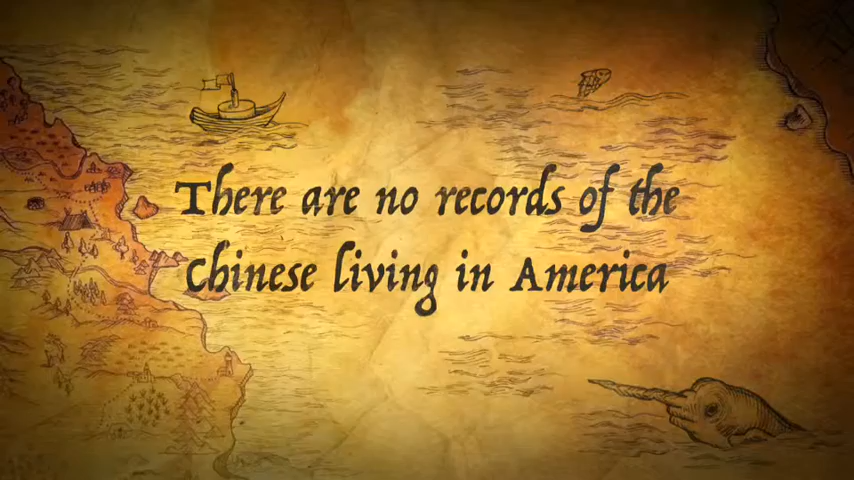 There are no records of the
Chinese living in America